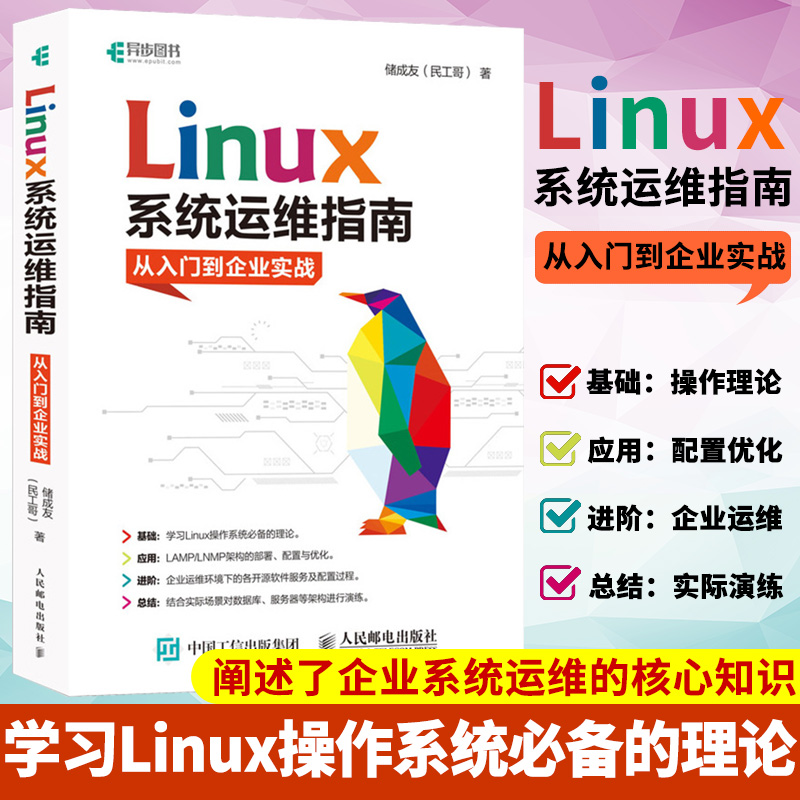 异步图书
www.epubit.com
储成友（民工哥）著
Linux
系统运维指南
从入门到企业实战
基础：学习Linux操作系统必备的理论。
应用：LAMP/LNMP架构的部署、配置与优化。
进阶：企业运维环境下的各开源软件服务及配置过程。
总结：结合实际场景对数据库、服务器等架构进行演练。
中国工信出版集团
人民邮电出版社
POSTS & TELECOM PRESS
Linux系统运维指南
从入门到企业实战
储成友
（民工哥）
著
人民邮电出版社
Linux
系统运维指南
从入门到企业实战
基础：操作理论
应用：配置优化
进阶：企业运维
总结：实际演练
阐述了企业系统运维的核心知识
学习Linux操作系统必备的理论